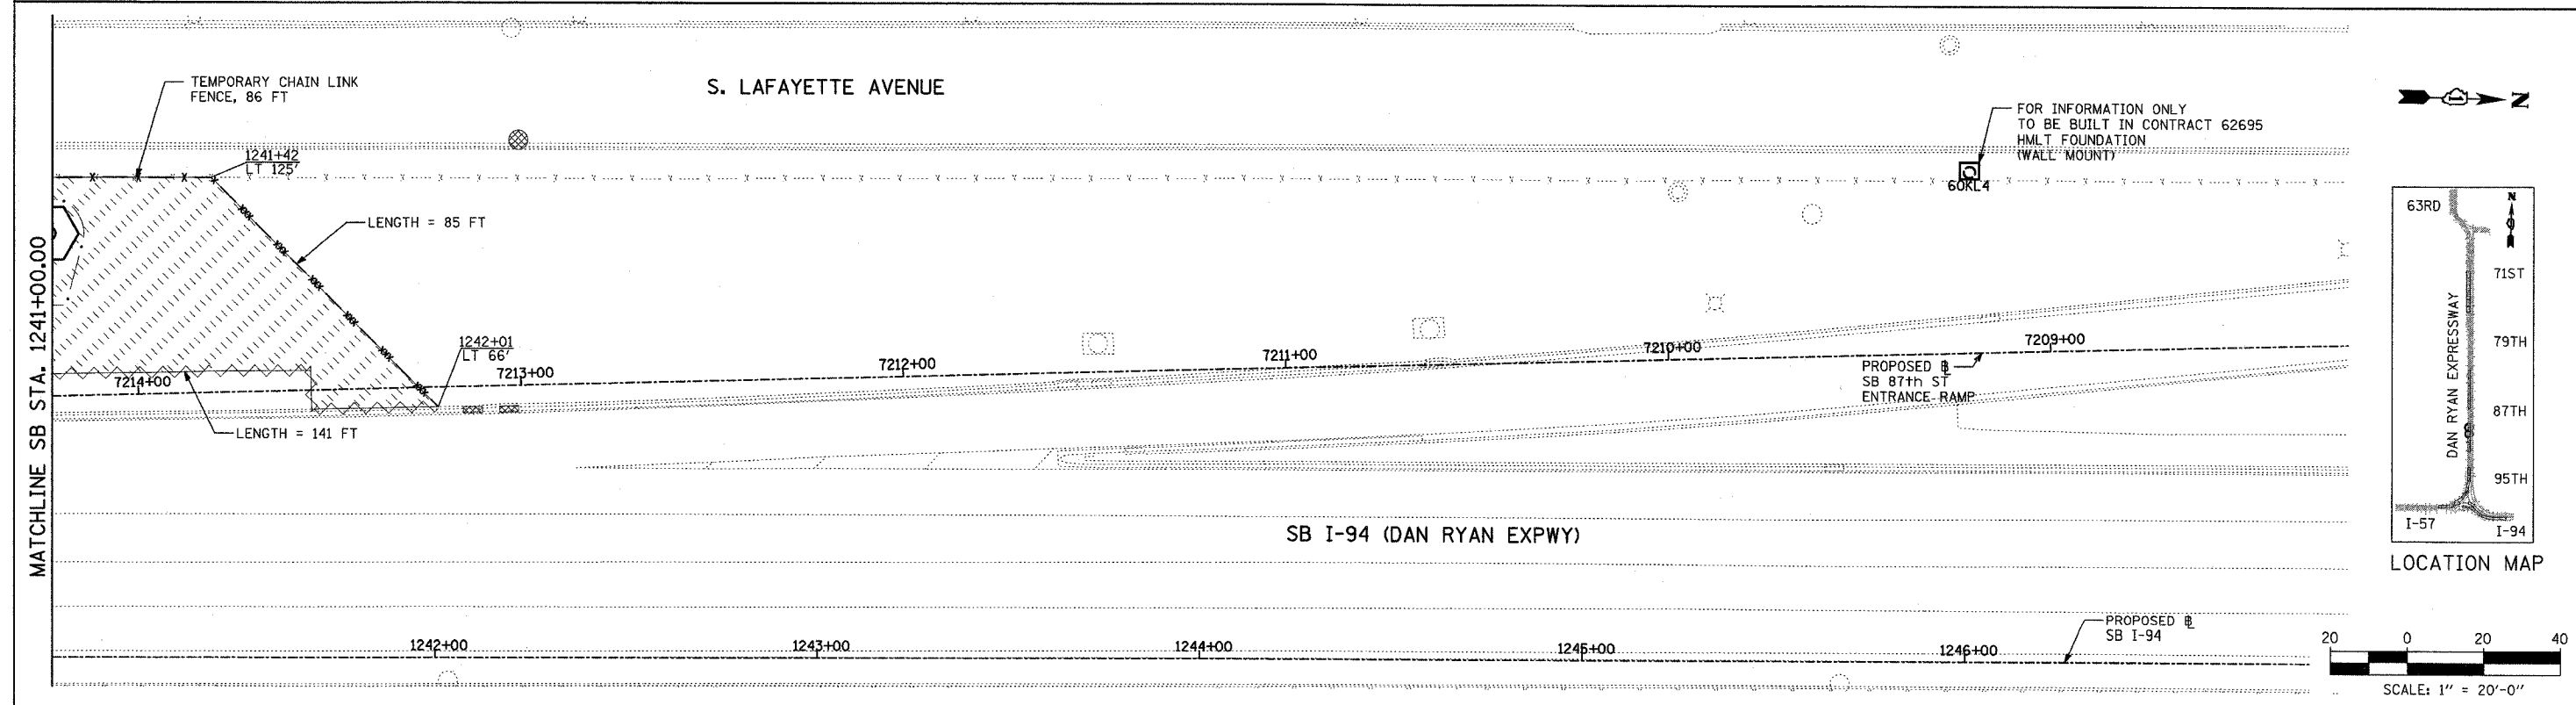 TEMPORARY CHAIN LINK
FENCE, 86 FT
S. LAFAYETTE AVENUE
FOR INFORMATION ONLY
TO BE BUILT IN CONTRACT 62695
HMLT FOUNDATION
(WALL MOUNT)
60KL4
N
1241+42
LT 125'
LENGTH = 85 FT
MATCHLINE SB STA. 1241+00.00
1242+01
LT 66'
7214+00
7213+00
7212+00
7211+00
7210+00
7209+00
LENGTH = 141 FT
PROPOSED
SB 87th ST
ENTRANCE RAMP
SB I-94 (DAN RYAN EXPWY)
1242+00
1243+00
1244+00
1245+00
1246+00
PROPOSED
SB I-94
63RD
N
71ST
79TH
87TH
95TH
DAN RYAN EXPRESSWAY
I-57
I-94
LOCATION MAP
20 0 20 40
SCALE: 1" = 20'-0"